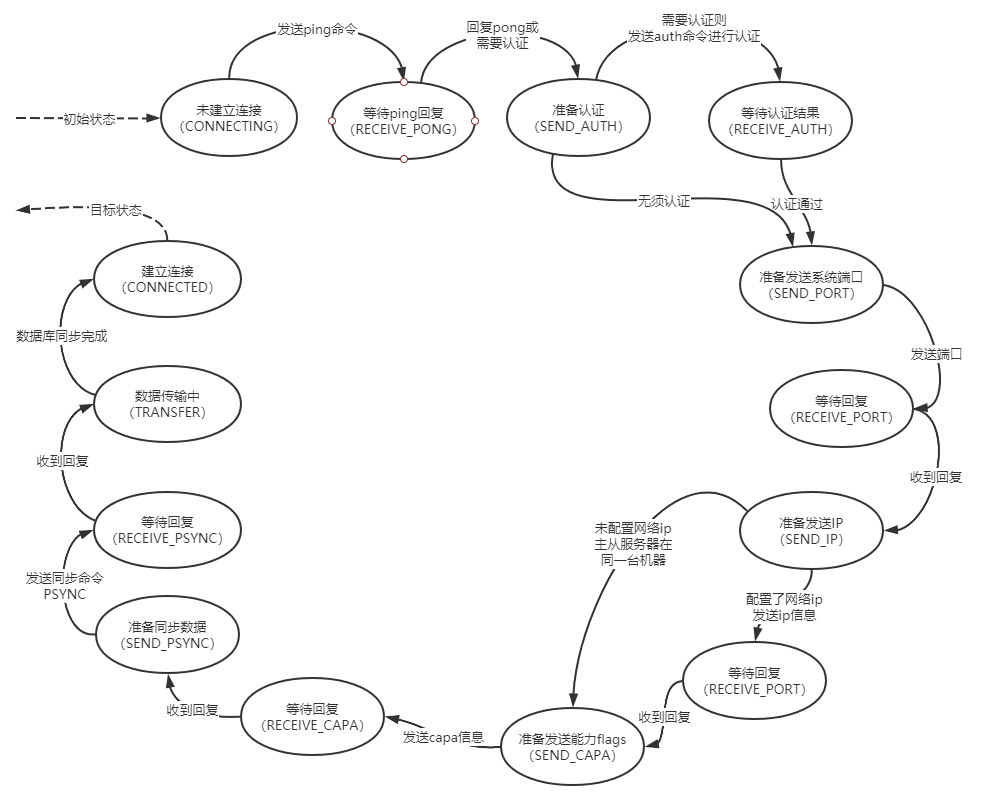 初始状态
未建立连接
（CONNECTING）
发送ping命令
等待ping回复
（RECEIVE_PONG）
回复pong或
需要认证
准备认证
（SEND_AUTH）
需要认证则
发送auth命令进行认证
等待认证结果
（RECEIVE_AUTH）
无须认证
认证通过
准备发送系统端口
（SEND_PORT）
发送端口
等待回复
（RECEIVE_PORT）
收到回复
准备发送IP
（SEND_IP）
未配置网络ip
主从服务器在
同一台机器
配置了网络ip
发送ip信息
等待回复
（RECEIVE_PORT）
收到回复
准备发送能力flags
（SEND_CAPA）
发送capa信息
等待回复
（RECEIVE_CAPA）
收到回复
准备同步数据
（SEND_PSYNC）
发送同步命令
PSYNC
等待回复
（RECEIVE_PSYNC）
收到回复
数据传输中
（TRANSFER）
数据库同步完成
建立连接
（CONNECTED）
目标状态